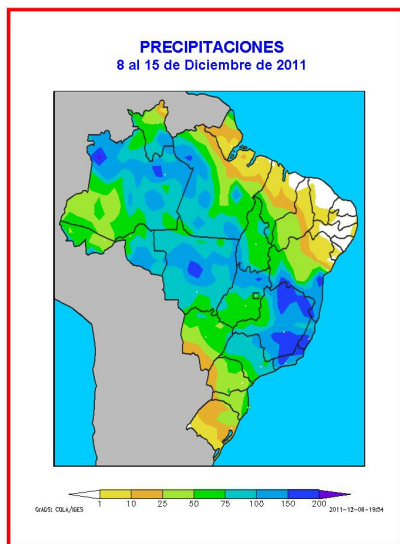 PRECIPITACIONES
8 al 15 de Diciembre de 2011
1 10 25 50 75 100 150 200
GrADS: COLA/IGES 2011-12-08-19:54